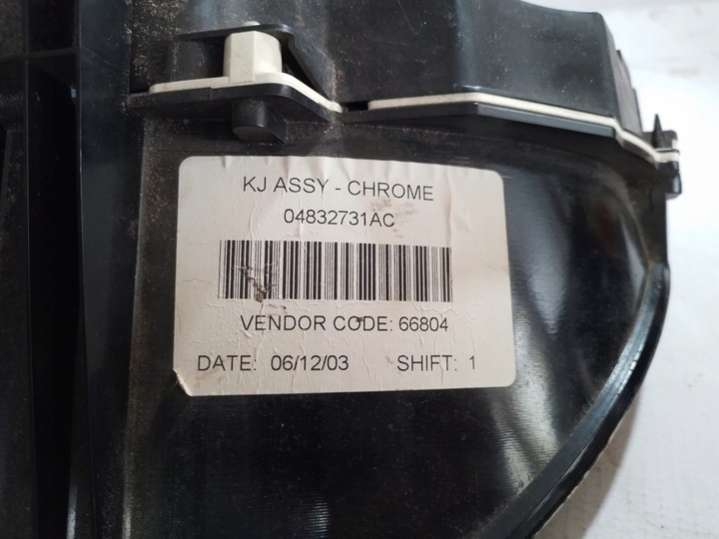 KJ ASSY - CHROME
04832731AC
VENDOR CODE: 66804
DATE: 06/12/03 SHIFT: 1